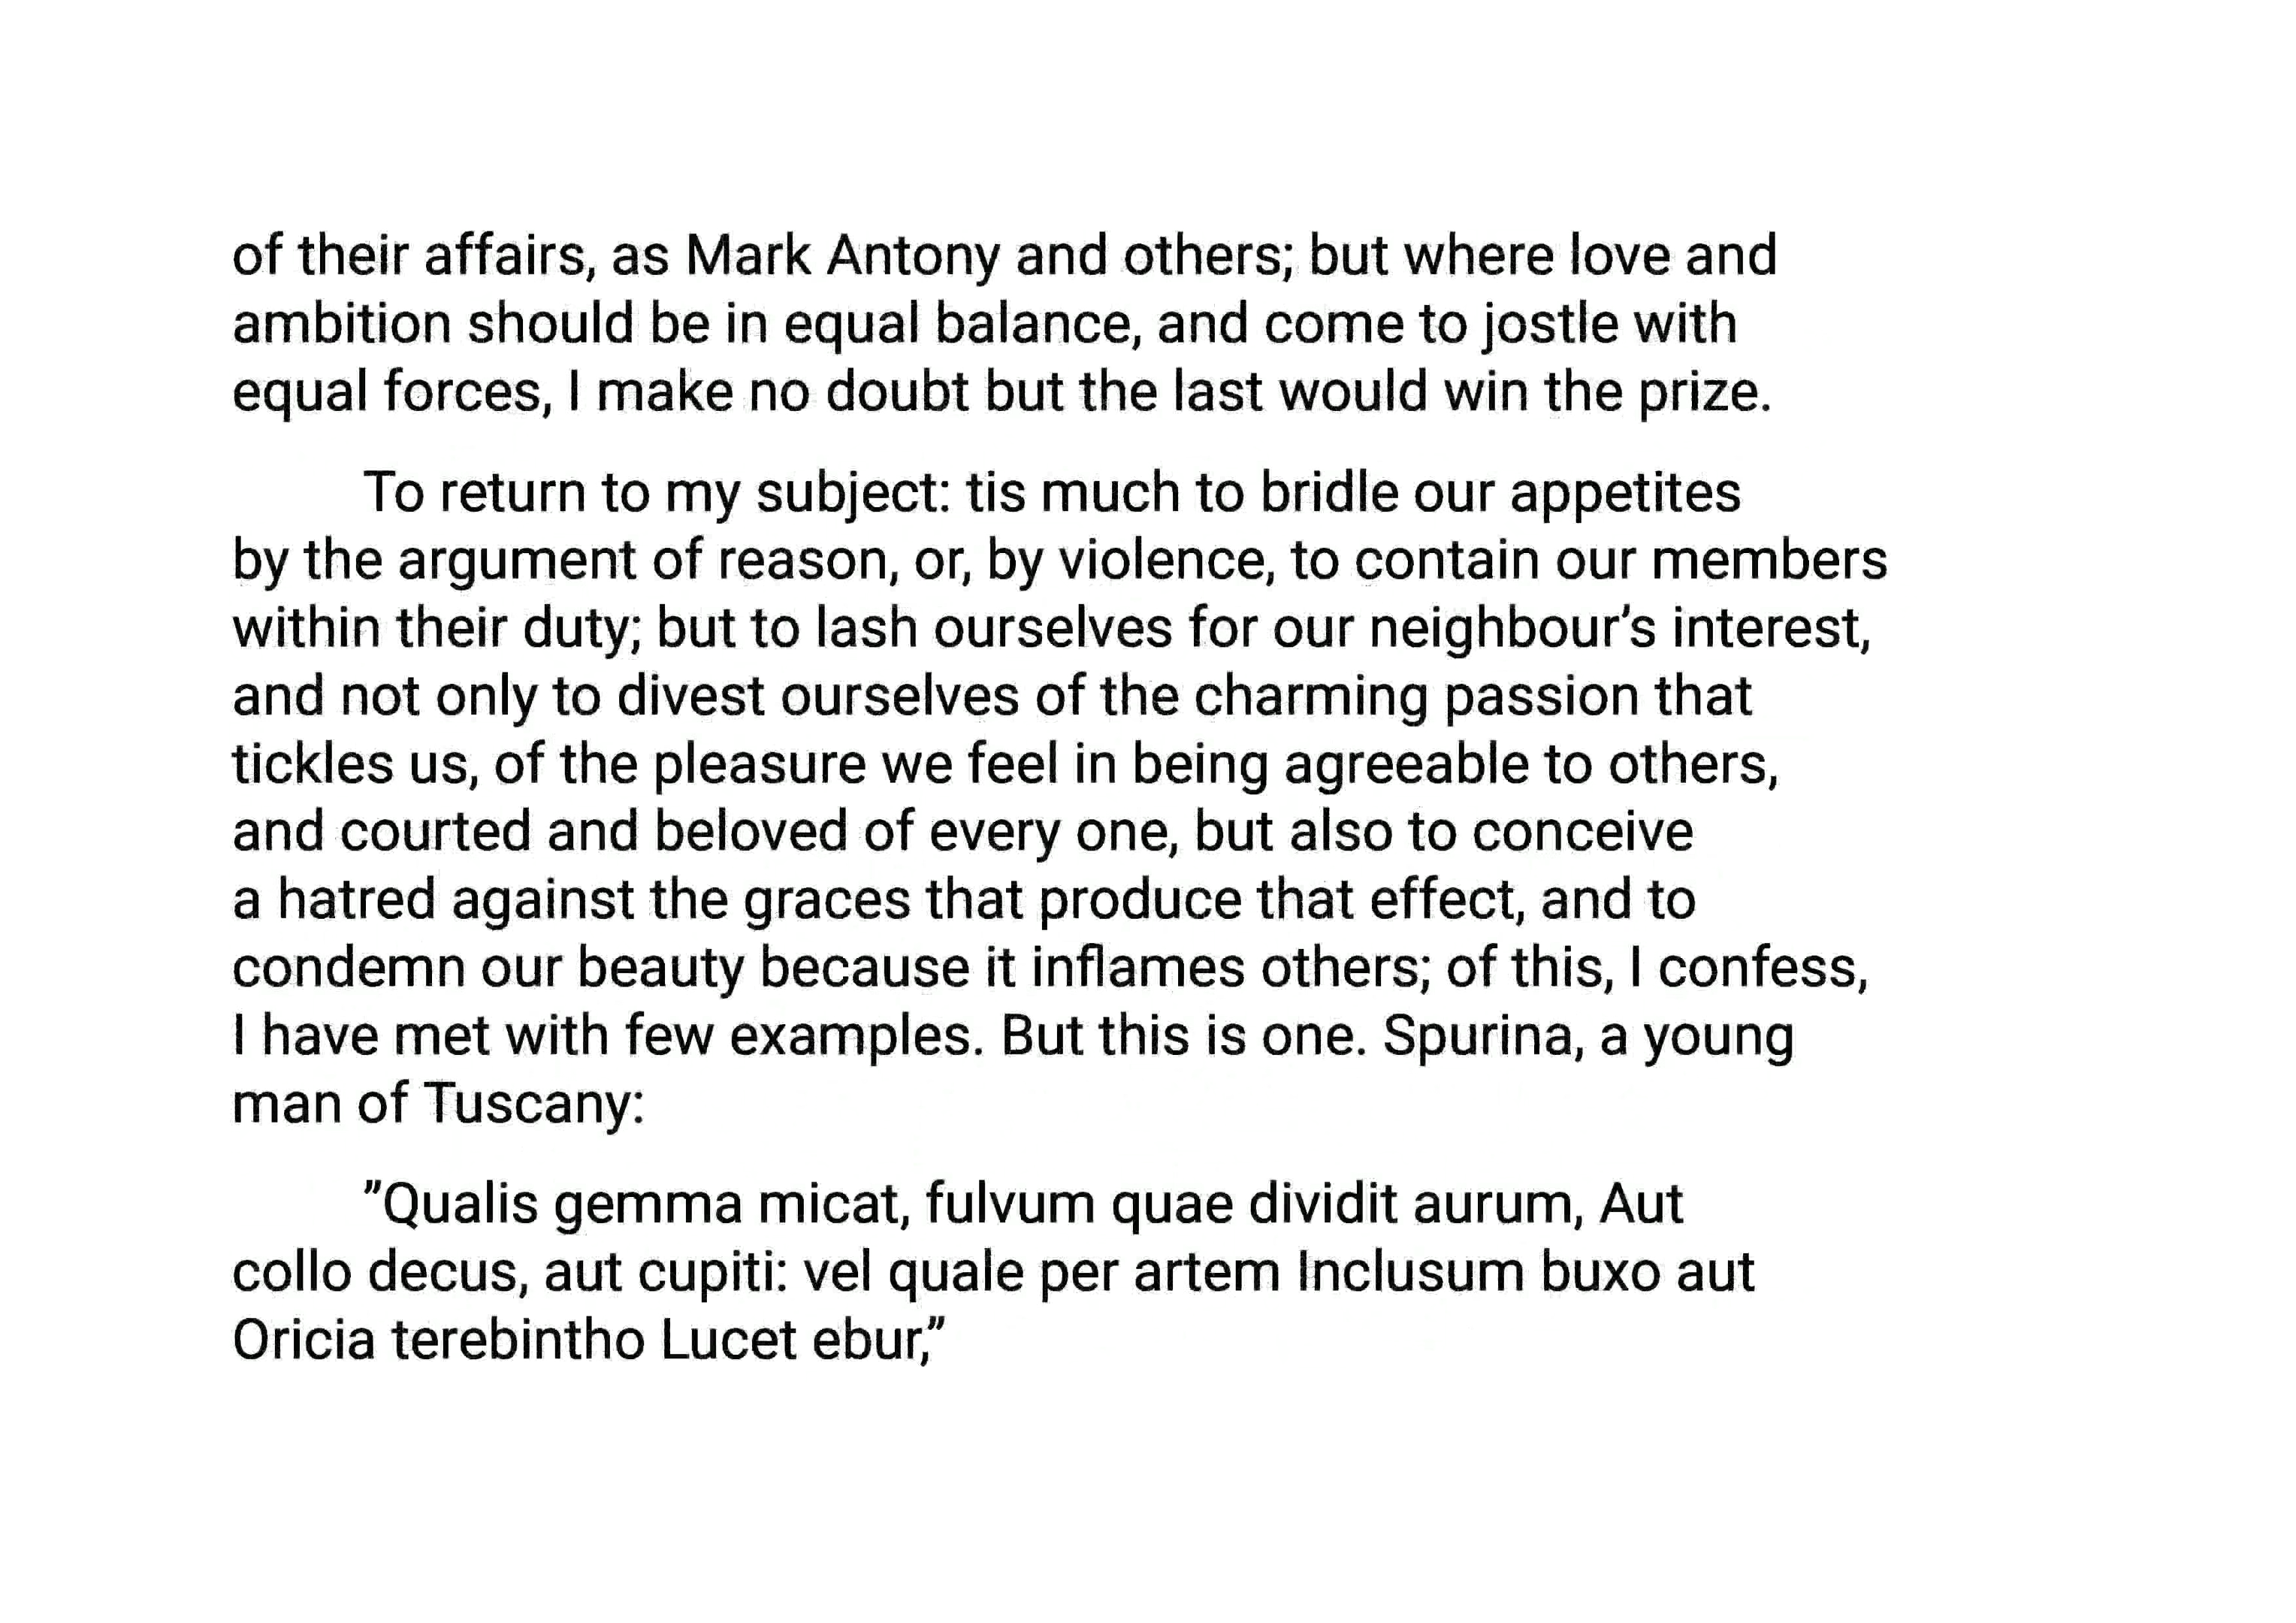 of their affairs, as Mark Antony and others; but where love and
ambition should be in equal balance, and come to jostle with
equal forces, I make no doubt but the last would win the prize.
To return to my subject: tis much to bridle our appetites
by the argument of reason, or, by violence, to contain our members
within their duty; but to lash ourselves for our neighbour’s interest,
and not only to divest ourselves of the charming passion that
tickles us, of the pleasure we feel in being agreeable to others,
and courted and beloved of every one, but also to conceive
a hatred against the graces that produce that effect, and to
condemn our beauty because it inflames others; of this, I confess,
I have met with few examples. But this is one. Spurina, a young
man of Tuscany:
”Qualis gemma micat, fulvum quae dividit aurum, Aut
collo decus, aut cupiti: vel quale per artem Inclusum buxo aut
Oricia terebintho Lucet ebur,”